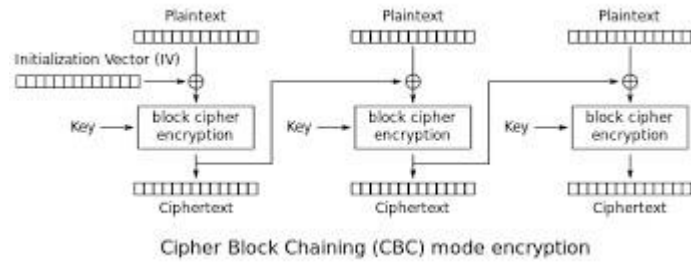 Plaintext Plaintext Plaintext
Initialization Vector (IV)
Key block cipher encryption Key block cipher encryption Key block cipher encryption
Ciphertext Ciphertext Ciphertext
Cipher Block Chaining (CBC) mode encryption